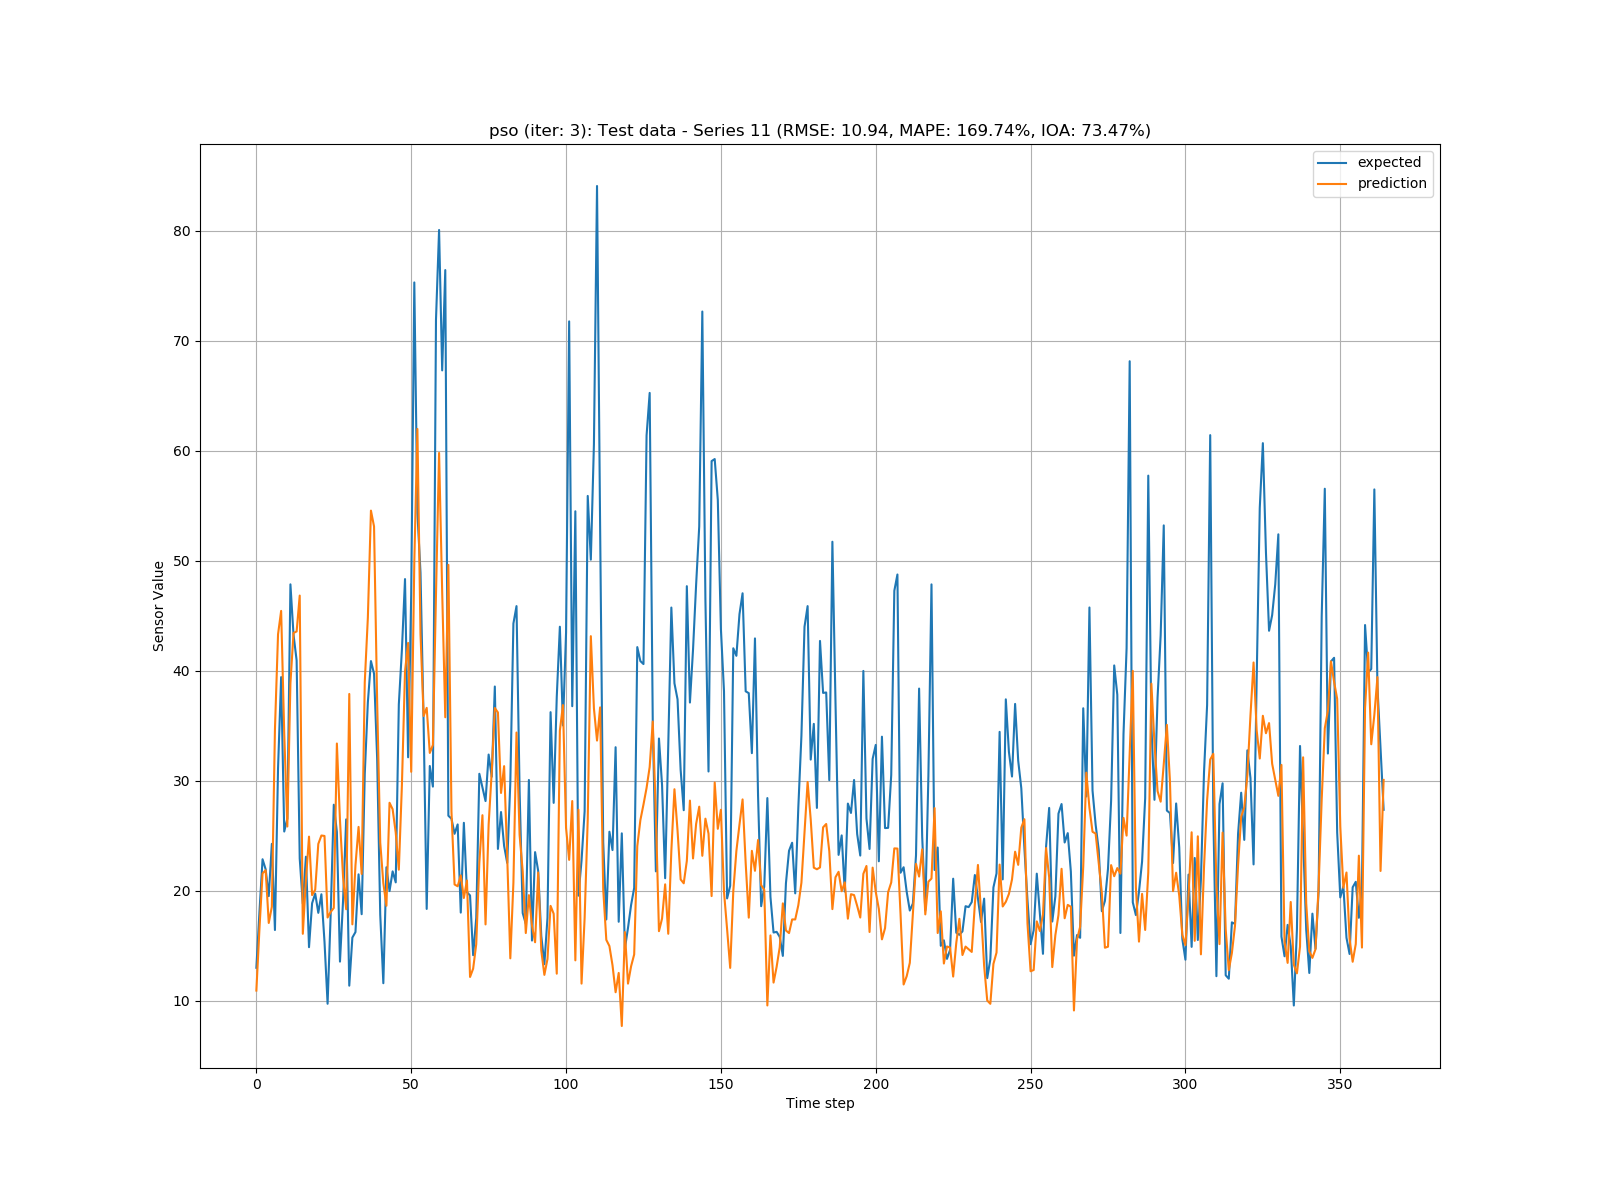 pso (iter: 3): Test data - Series 11 (RMSE: 10.94, MAPE: 169.74%, IOA: 73.47%)
expected
prediction
80
70
60
50
40
30
20
10
Sensor Value
0 50 100 150 200 250 300 350
Time step